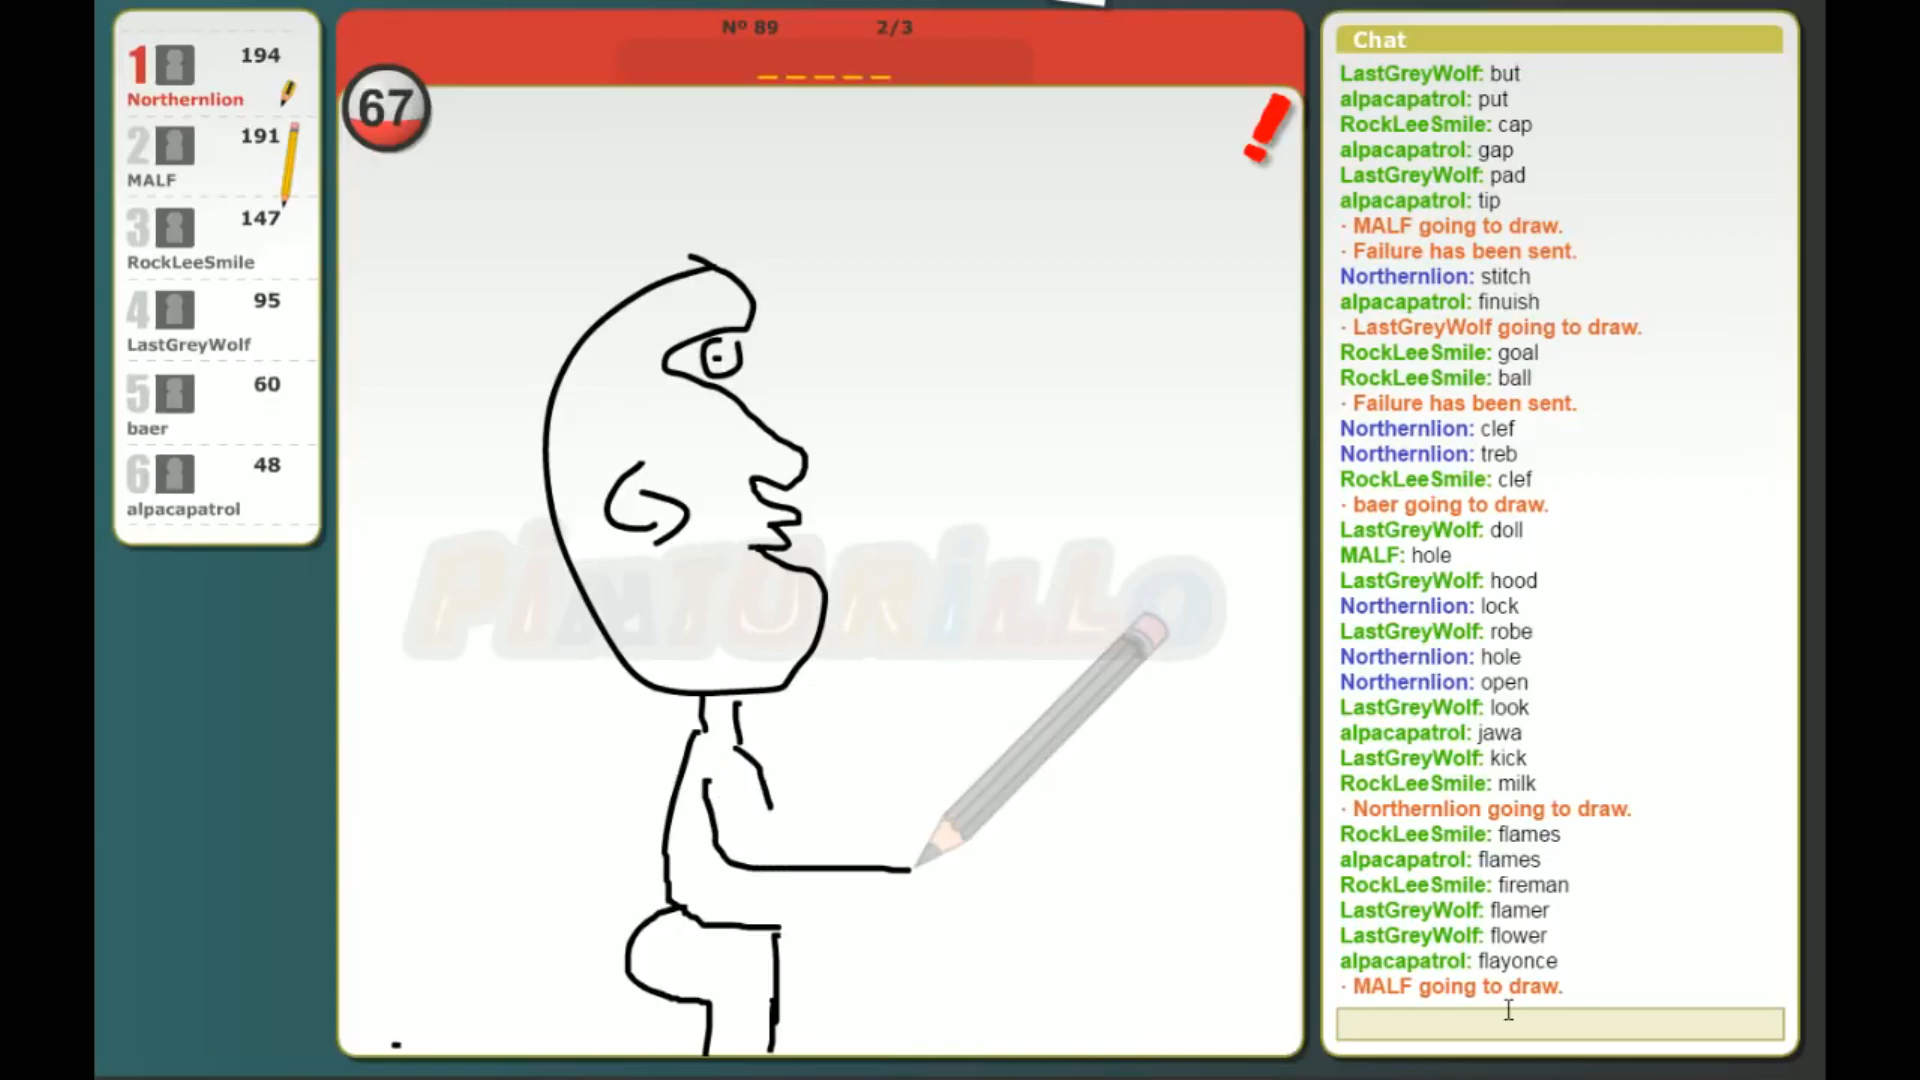 Nº 89 2/3
_ _ _ _ _
67
1 194
Northernlion
2 191
MALF
3 147
RockLeeSmile
4 95
LastGreyWolf
5 60
baer
6 48
alpacapatrol
PinTURiLLO
Chat
LastGreyWolf: but
alpacapatrol: put
RockLeeSmile: cap
alpacapatrol: gap
LastGreyWolf: pad
alpacapatrol: tip
· MALF going to draw.
· Failure has been sent.
Northernlion: stitch
alpacapatrol: finuish
· LastGreyWolf going to draw.
RockLeeSmile: goal
RockLeeSmile: ball
· Failure has been sent.
Northernlion: clef
Northernlion: treb
RockLeeSmile: clef
· baer going to draw.
LastGreyWolf: doll
MALF: hole
LastGreyWolf: hood
Northernlion: lock
LastGreyWolf: robe
Northernlion: hole
Northernlion: open
LastGreyWolf: look
alpacapatrol: jawa
LastGreyWolf: kick
RockLeeSmile: milk
· Northernlion going to draw.
RockLeeSmile: flames
alpacapatrol: flames
RockLeeSmile: fireman
LastGreyWolf: flamer
LastGreyWolf: flower
alpacapatrol: flayonce
· MALF going to draw.